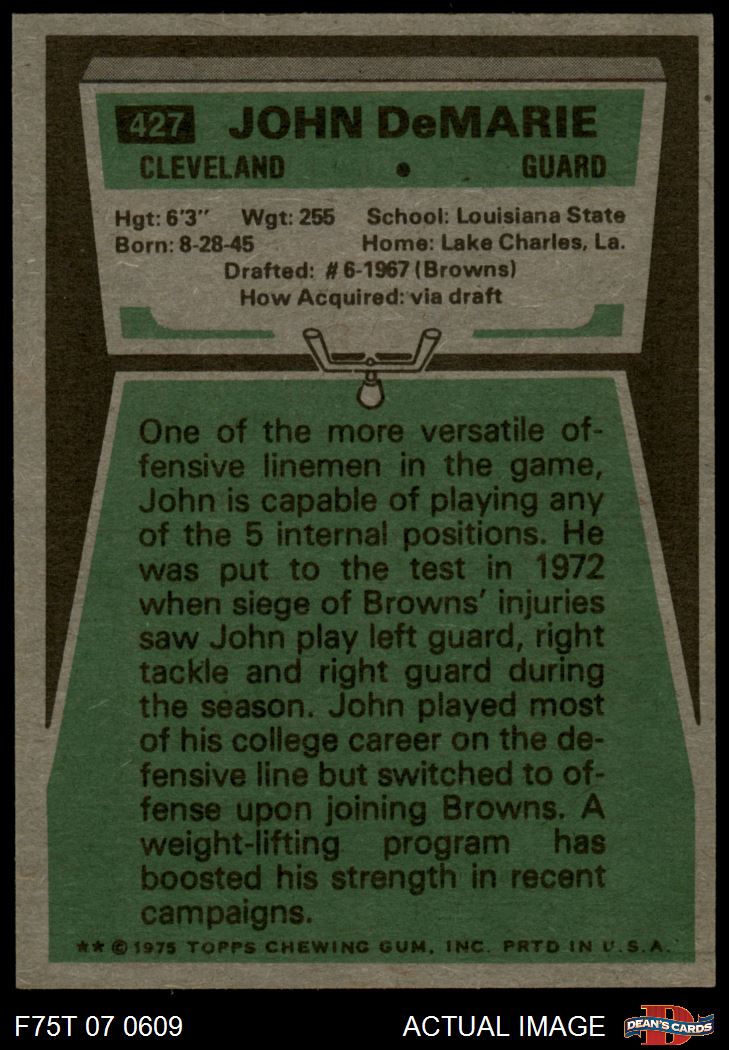 427 JOHN DeMARIE
CLEVELAND • GUARD
Hgt: 6'3" Wgt: 255 School: Louisiana State
Born: 8-28-45 Home: Lake Charles, La.
Drafted: #6-1967 (Browns)
How Acquired: via draft
One of the more versatile of-
fensive linemen in the game,
John is capable of playing any
of the 5 internal positions. He
was put to the test in 1972
when siege of Browns' injuries
saw John play left guard, right
tackle and right guard during
the season. John played most
of his college career on the de-
fensive line but switched to of-
fense upon joining Browns. A
weight-lifting program has
boosted his strength in recent
campaigns.
★★ © 1975 TOPPS CHEWING GUM, INC. PRTD IN U.S.A.
F75T 07 0609 ACTUAL IMAGE D DEAN'S CARDS